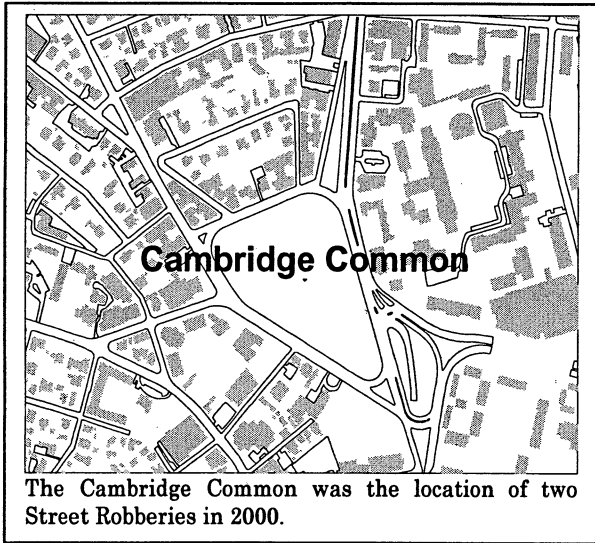 Cambridge Common
The Cambridge Common was the location of two
Street Robberies in 2000.